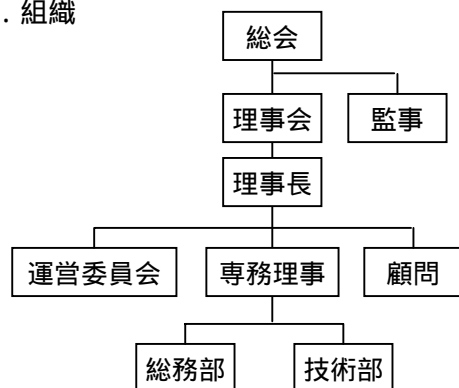 . 組織
総会
理事会 監事
理事長
運営委員会 専務理事 顧問
総務部 技術部